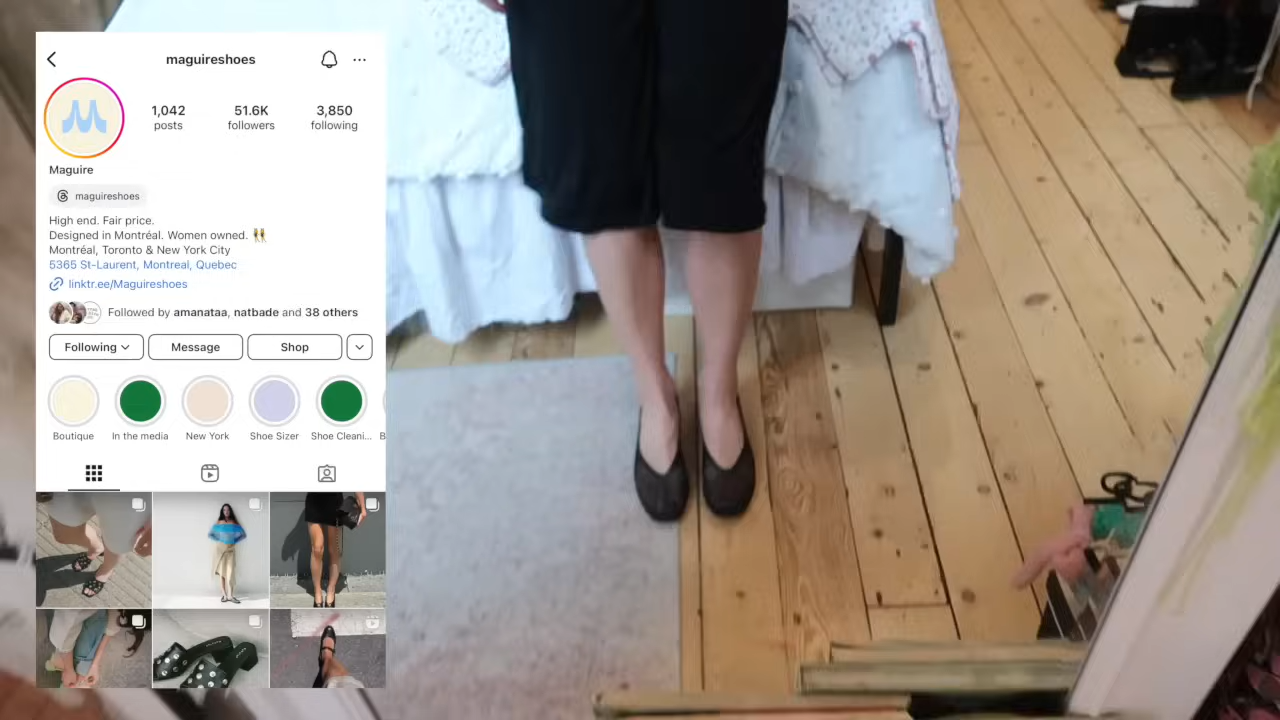 maguireshoes
1,042
posts
51.6K
followers
3,850
following
Maguire
maguireshoes
High end. Fair price.
Designed in Montréal. Women owned. 👯
Montréal, Toronto & New York City
5365 St-Laurent, Montreal, Quebec
linktr.ee/Maguireshoes
Followed by amanataa, natbade and 38 others
Following
Message
Shop
Boutique
In the media
New York
Shoe Sizer
Shoe Cleani...
B